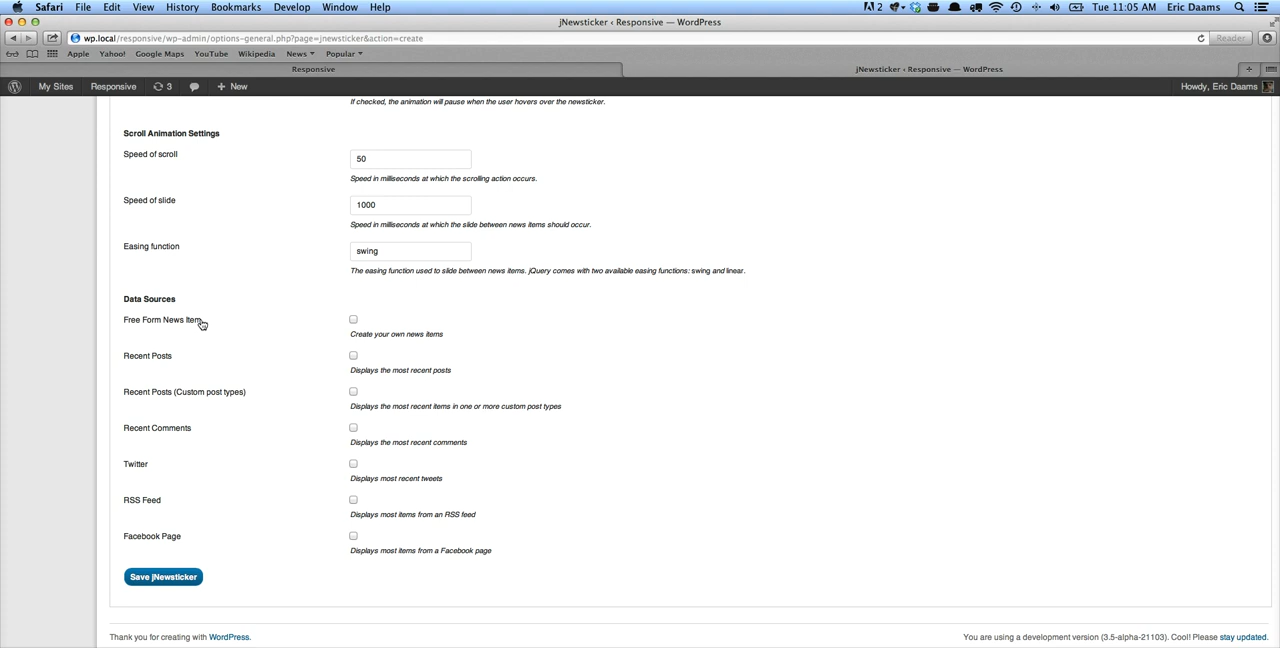 Safari File Edit View History Bookmarks Develop Window Help 2 Tue 11:05 AM Eric Daams
jNewsticker ‹ Responsive — WordPress
wp.local/responsive/wp-admin/options-general.php?page=jnewsticker&action=create Reader
Apple Yahoo! Google Maps YouTube Wikipedia News Popular
Responsive jNewsticker ‹ Responsive — WordPress
My Sites Responsive 3 + New Howdy, Eric Daams
If checked, the animation will pause when the user hovers over the newsticker.
Scroll Animation Settings
Speed of scroll 50
Speed in milliseconds at which the scrolling action occurs.
Speed of slide 1000
Speed in milliseconds at which the slide between news items should occur.
Easing function swing
The easing function used to slide between news items. jQuery comes with two available easing functions: swing and linear.
Data Sources
Free Form News Item
Create your own news items
Recent Posts
Displays the most recent posts
Recent Posts (Custom post types)
Displays the most recent items in one or more custom post types
Recent Comments
Displays the most recent comments
Twitter
Displays most recent tweets
RSS Feed
Displays most items from an RSS feed
Facebook Page
Displays most items from a Facebook page
Save jNewsticker
Thank you for creating with WordPress. You are using a development version (3.5-alpha-21103). Cool! Please stay updated.